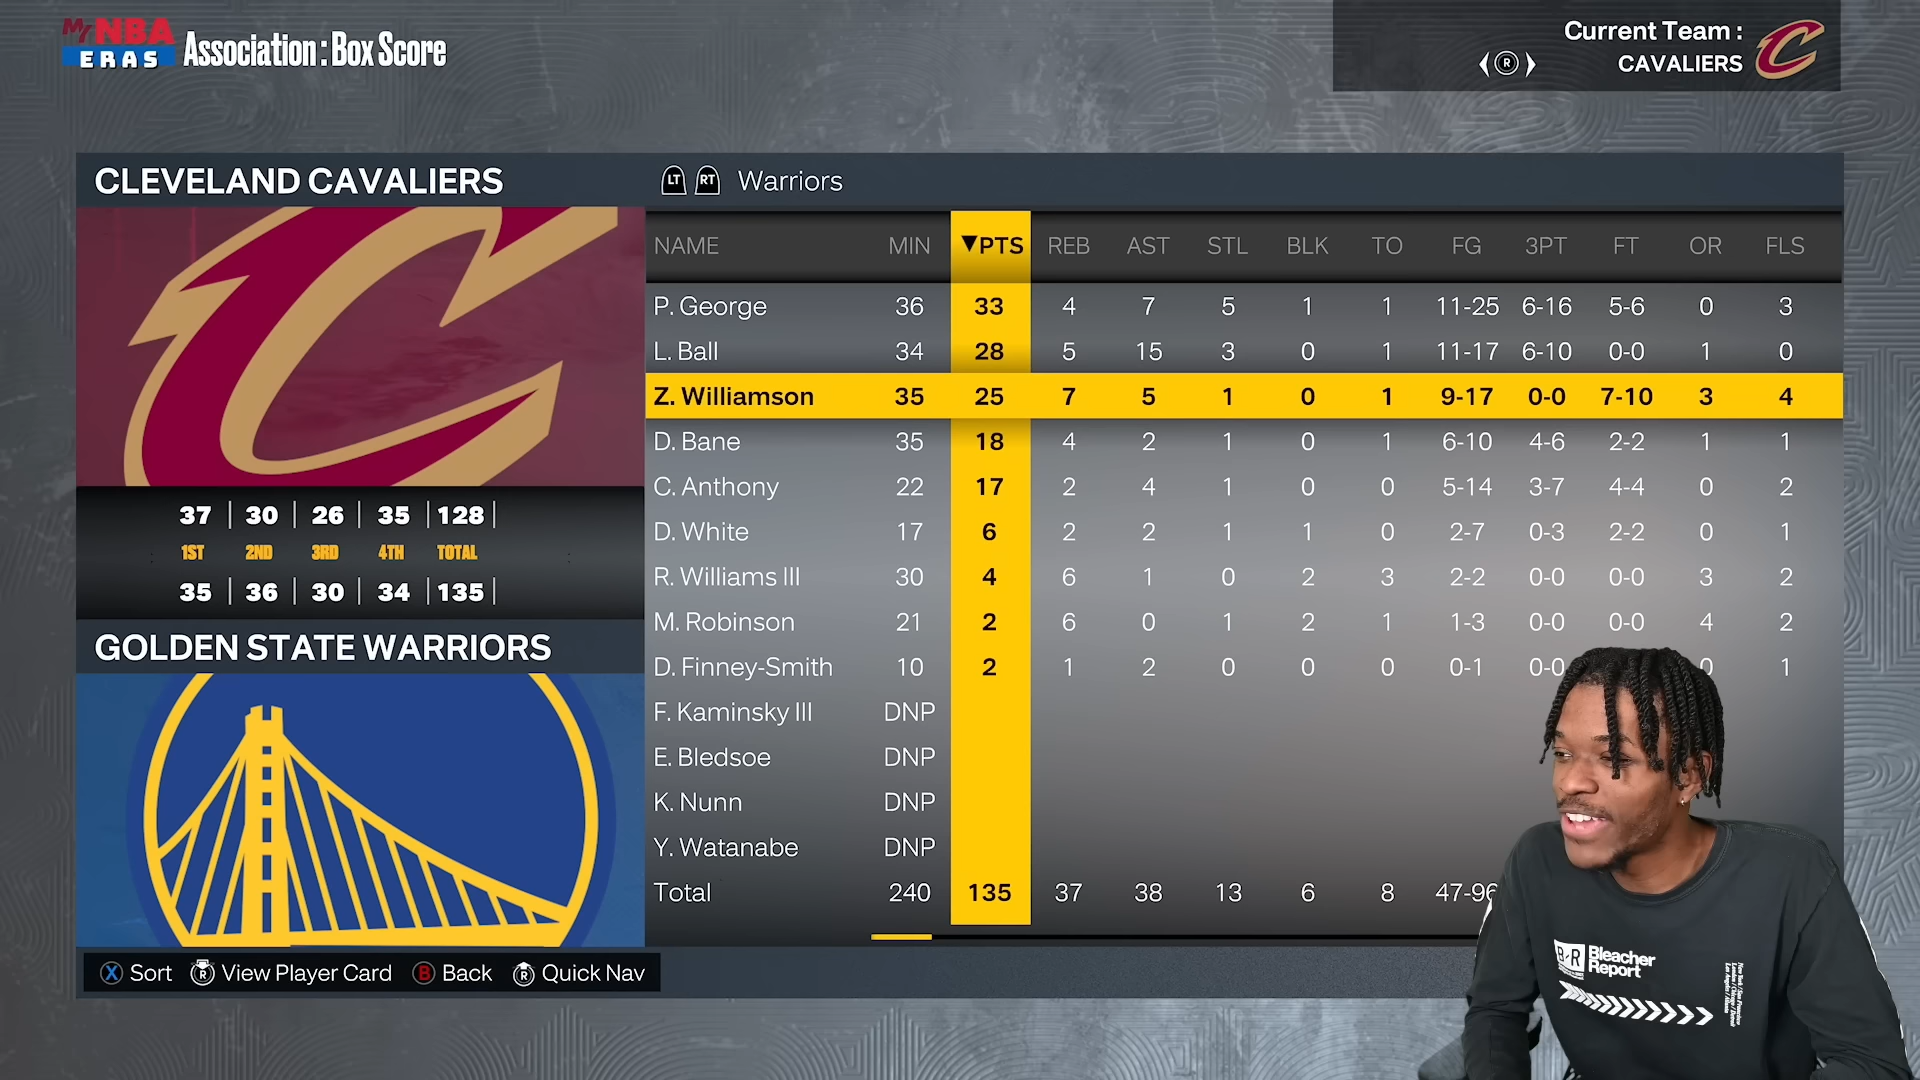 My NBA ERAS Association : Box Score
Current Team :
R CAVALIERS
CLEVELAND CAVALIERS
37 | 30 | 26 | 35 | 128 |
1ST 2ND 3RD 4TH TOTAL
35 | 36 | 30 | 34 | 135 |
GOLDEN STATE WARRIORS
LT RT Warriors
NAME MIN ▼PTS REB AST STL BLK TO FG 3PT FT OR FLS
P. George 36 33 4 7 5 1 1 11-25 6-16 5-6 0 3
L. Ball 34 28 5 15 3 0 1 11-17 6-10 0-0 1 0
Z. Williamson 35 25 7 5 1 0 1 9-17 0-0 7-10 3 4
D. Bane 35 18 4 2 1 0 1 6-10 4-6 2-2 1 1
C. Anthony 22 17 2 4 1 0 0 5-14 3-7 4-4 0 2
D. White 17 6 2 2 1 1 0 2-7 0-3 2-2 0 1
R. Williams III 30 4 6 1 0 2 3 2-2 0-0 0-0 3 2
M. Robinson 21 2 6 0 1 2 1 1-3 0-0 0-0 4 2
D. Finney-Smith 10 2 1 2 0 0 0 0-1 0-0 0 1
F. Kaminsky III DNP
E. Bledsoe DNP
K. Nunn DNP
Y. Watanabe DNP
Total 240 135 37 38 13 6 8 47-96
X Sort R View Player Card B Back R Quick Nav
B R Bleacher
Report